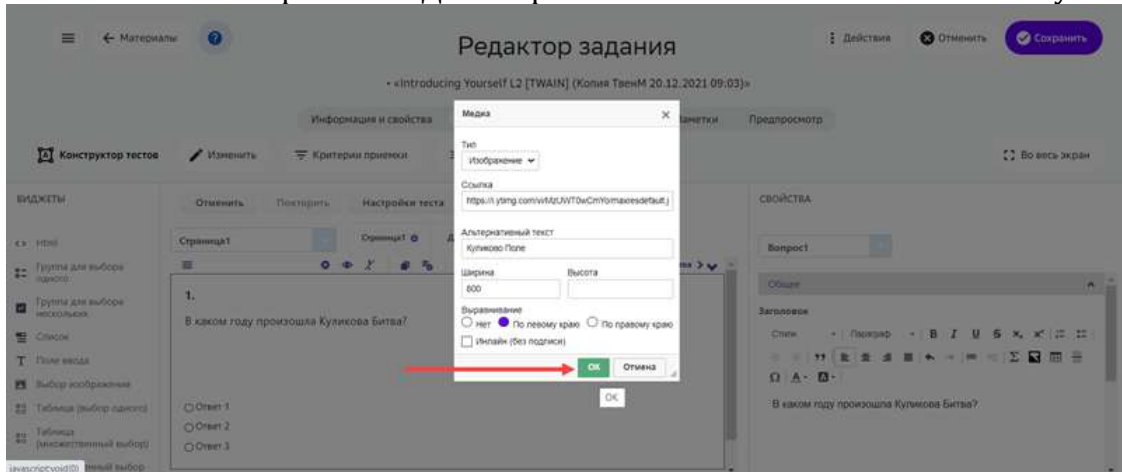 ← Материалы
Редактор задания
Действия
Отменить
Сохранить
• «Introducing Yourself L2 [TWAIN] (Копия ТвенМ 20.12.2021 09:03)»
Информация и свойства
Заметки
Предпросмотр
Конструктор тестов
Изменить
Критерии приемки
Во весь экран
Медиа
Тип
Изображение
Ссылка
Альтернативный текст
Куликово Поле
Ширина
Высота
800
Выравнивание
Нет
По левому краю
По правому краю
Инлайн (без подписи)
ОК
Отмена
OK
ВИДЖЕТЫ
Html
Группа для выбора
одного
Группа для выбора
нескольких
Список
Поле ввода
Выбор изображения
Таблица (выбор одного)
Таблица
(множественный выбор)
выбор
javascript:void(0)
Отменить
Повторить
Настройки теста
Страница1
Страница1
1.
В каком году произошла Куликова Битва?
Ответ 1
Ответ 2
Ответ 3
СВОЙСТВА
Вопрос1
Общее
Заголовок
Стили
Параграф
B I U S
В каком году произошла Куликова Битва?